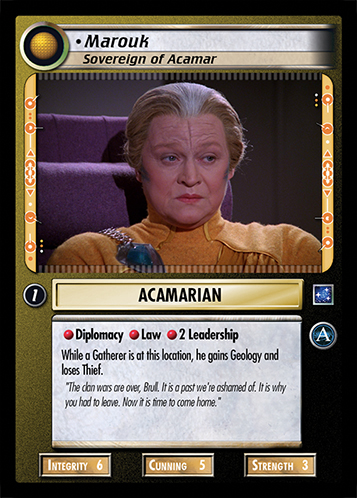 • Marouk
Sovereign of Acamar
1
ACAMARIAN
Diplomacy Law 2 Leadership
While a Gatherer is at this location, he gains Geology and
loses Thief.
"The clan wars are over, Brull. It is a past we're ashamed of. It is why
you had to leave. Now it is time to come home."
A
INTEGRITY 6 CUNNING 5 STRENGTH 3